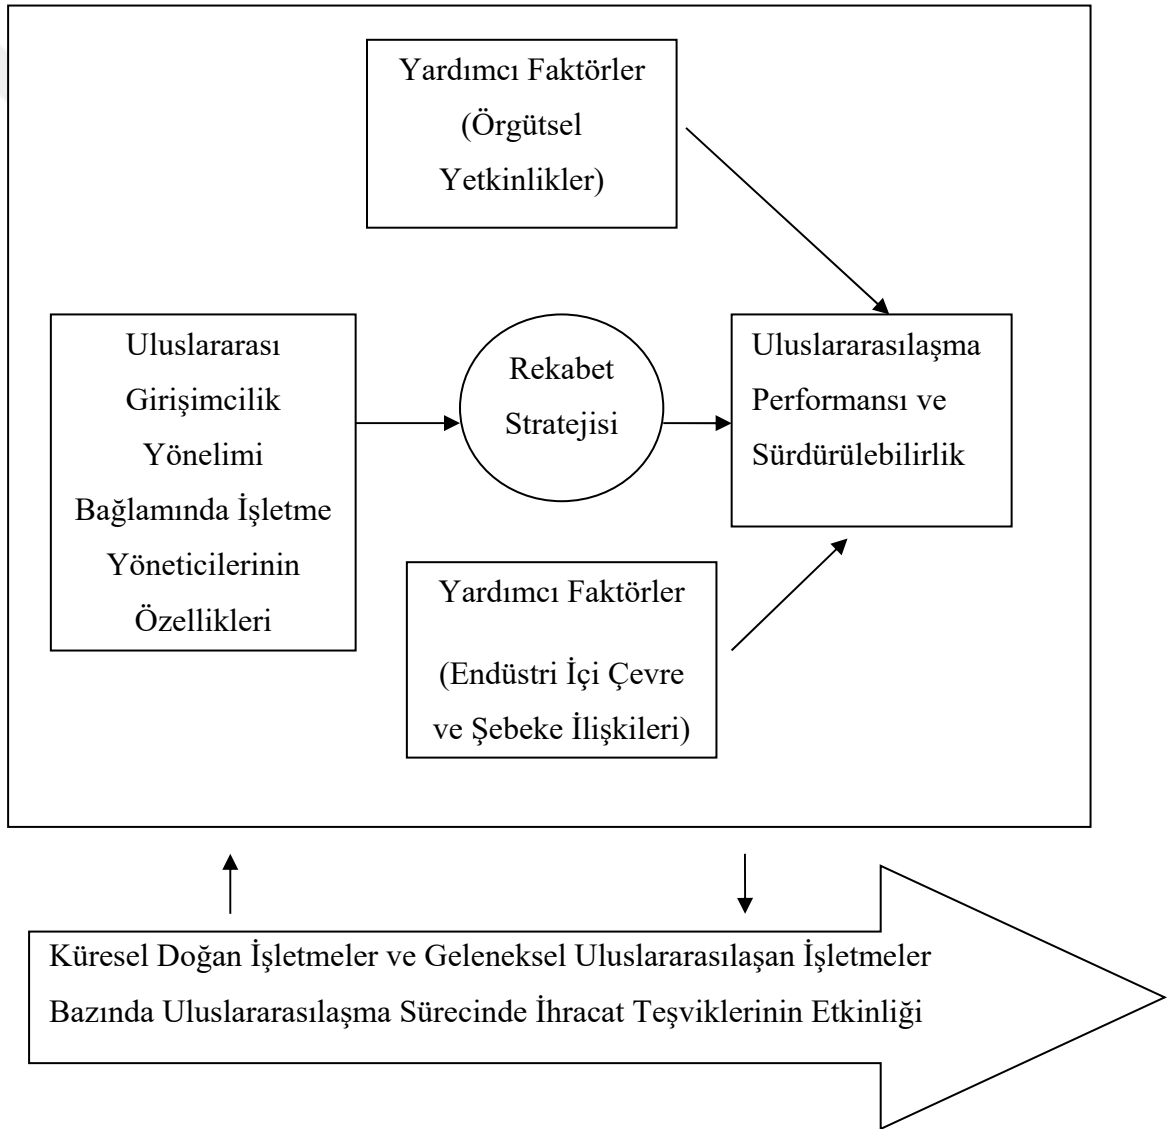 Yardımcı Faktörler
(Örgütsel
Yetkinlikler)
Uluslararası
Girişimcilik
Yönelimi
Bağlamında İşletme
Yöneticilerinin
Özellikleri
Rekabet
Stratejisi
Uluslararasılaşma
Performansı ve
Sürdürülebilirlik
Yardımcı Faktörler
(Endüstri İçi Çevre
ve Şebeke İlişkileri)
Küresel Doğan İşletmeler ve Geleneksel Uluslararasılaşan İşletmeler
Bazında Uluslararasılaşma Sürecinde İhracat Teşviklerinin Etkinliği